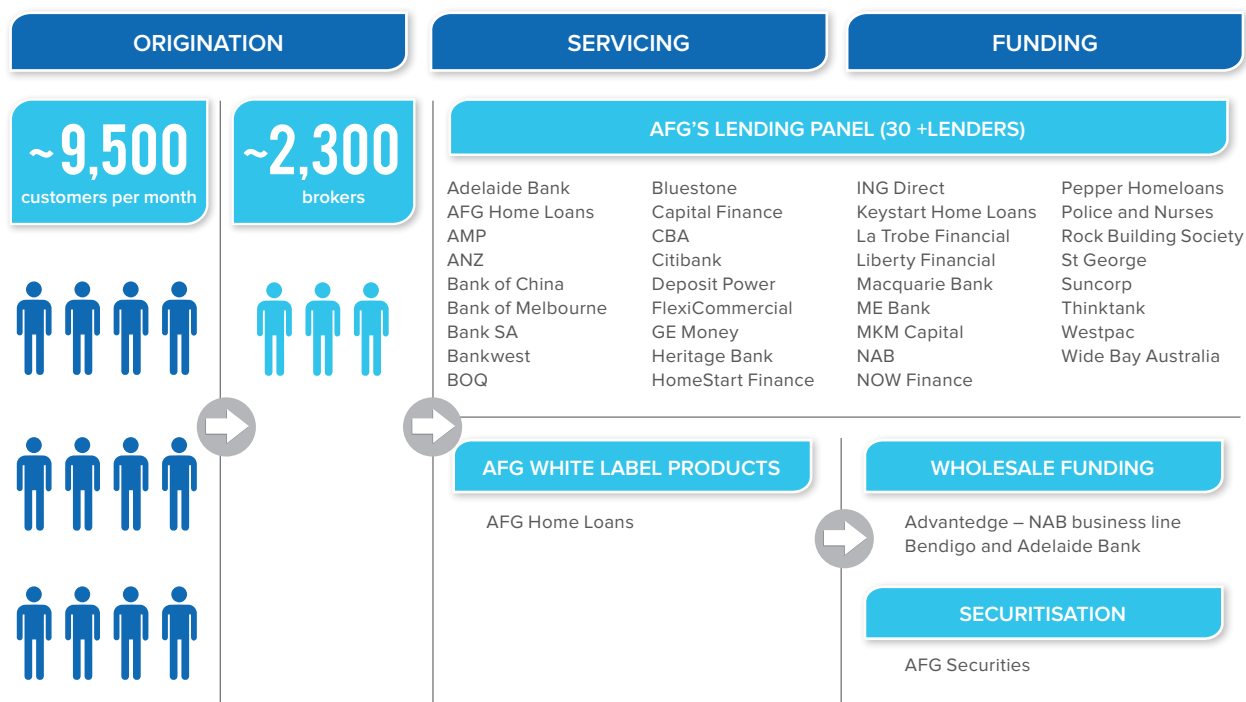 ORIGINATION
SERVICING
FUNDING
~9,500
customers per month
~2,300
brokers
AFG’S LENDING PANEL (30 +LENDERS)
Adelaide Bank
AFG Home Loans
AMP
ANZ
Bank of China
Bank of Melbourne
Bank SA
Bankwest
BOQ
Bluestone
Capital Finance
CBA
Citibank
Deposit Power
FlexiCommercial
GE Money
Heritage Bank
HomeStart Finance
ING Direct
Keystart Home Loans
La Trobe Financial
Liberty Financial
Macquarie Bank
ME Bank
MKM Capital
NAB
NOW Finance
Pepper Homeloans
Police and Nurses
Rock Building Society
St George
Suncorp
Thinktank
Westpac
Wide Bay Australia
AFG WHITE LABEL PRODUCTS
AFG Home Loans
WHOLESALE FUNDING
Advantedge – NAB business line
Bendigo and Adelaide Bank
SECURITISATION
AFG Securities